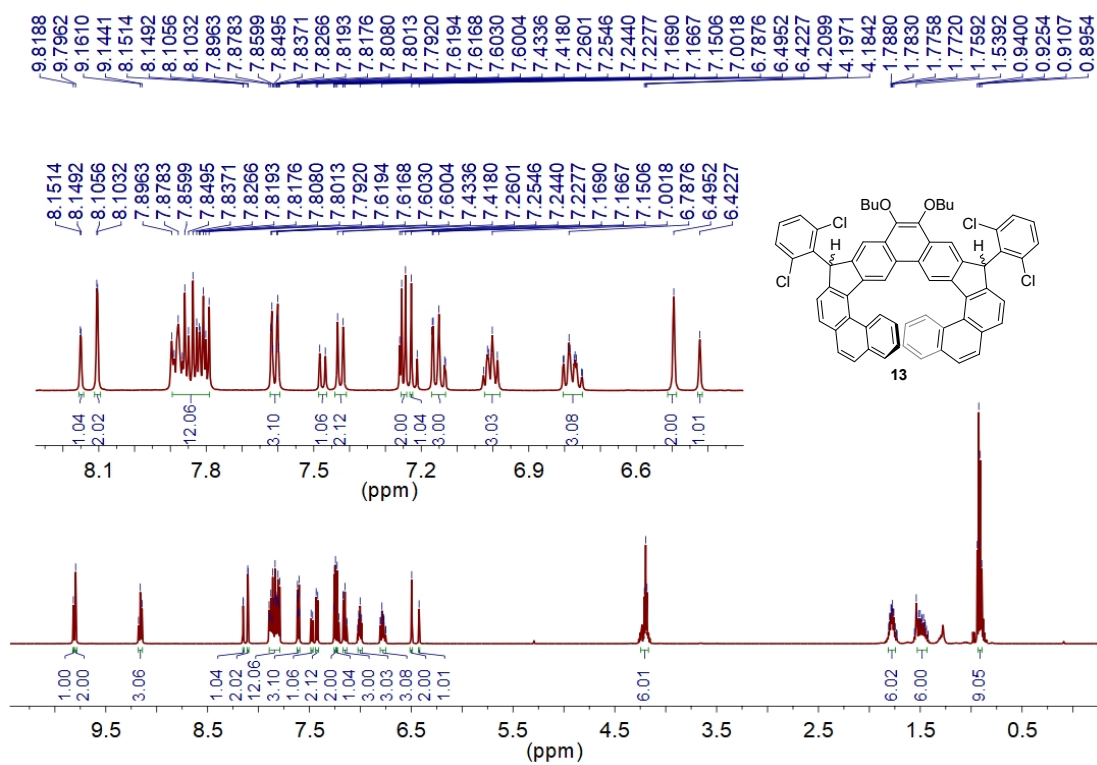 9.8188 9.7962 9.1610 9.1441 8.1514 8.1492 8.1056 8.1032 7.8963 7.8783 7.8599 7.8495 7.8371 7.8266 7.8193 7.8176 7.8080 7.8013 7.7920 7.6194 7.6168 7.6030 7.6004 7.4336 7.4180 7.2601 7.2546 7.2440 7.2277 7.1690 7.1667 7.1506 7.0018 6.7876 6.4952 6.4227 4.2099 4.1971 4.1842 1.7880 1.7830 1.7758 1.7720 1.7592 1.5392 0.9400 0.9254 0.9107 0.8954
8.1514 8.1492 8.1056 8.1032 7.8963 7.8783 7.8599 7.8495 7.8371 7.8266 7.8193 7.8176 7.8080 7.8013 7.7920 7.6194 7.6168 7.6030 7.6004 7.4336 7.4180 7.2601 7.2546 7.2440 7.2277 7.1690 7.1667 7.1506 7.0018 6.7876 6.4952 6.4227
BuO OBu
Cl Cl
H H
Cl Cl
13
1.04 2.02 12.06 3.10 1.06 2.12 2.00 1.04 3.00 3.03 3.08 2.00 1.01
8.1 7.8 7.5 7.2 6.9 6.6
(ppm)
1.00 2.00 3.06 1.04 2.02 12.06 3.10 1.06 2.12 2.00 1.04 3.00 3.03 3.08 2.00 1.01 6.01 6.02 6.00 9.05
9.5 8.5 7.5 6.5 5.5 4.5 3.5 2.5 1.5 0.5
(ppm)